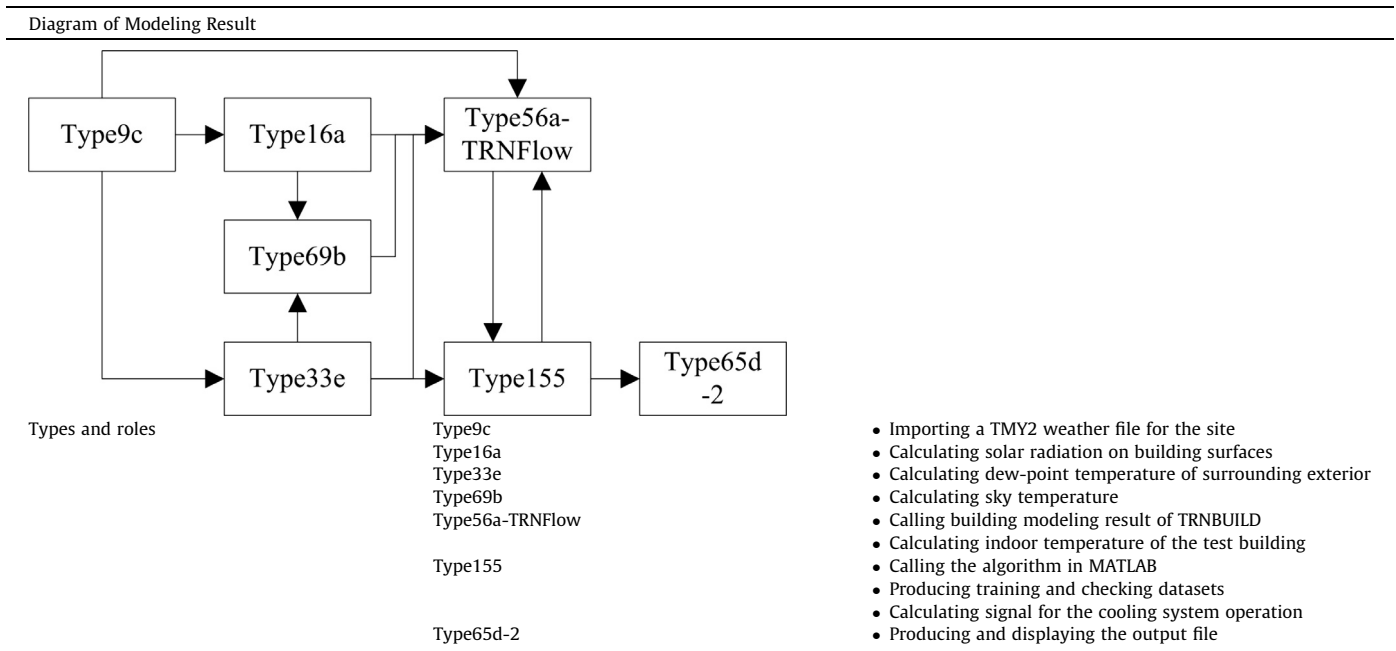 Diagram of Modeling Result
Type9c
Type16a
Type56a-
TRNFlow
Type69b
Type33e
Type155
Type65d
-2
Types and roles
Type9c
• Importing a TMY2 weather file for the site
Type16a
• Calculating solar radiation on building surfaces
Type33e
• Calculating dew-point temperature of surrounding exterior
Type69b
• Calculating sky temperature
Type56a-TRNFlow
• Calling building modeling result of TRNBUILD
• Calculating indoor temperature of the test building
Type155
• Calling the algorithm in MATLAB
• Producing training and checking datasets
• Calculating signal for the cooling system operation
Type65d-2
• Producing and displaying the output file